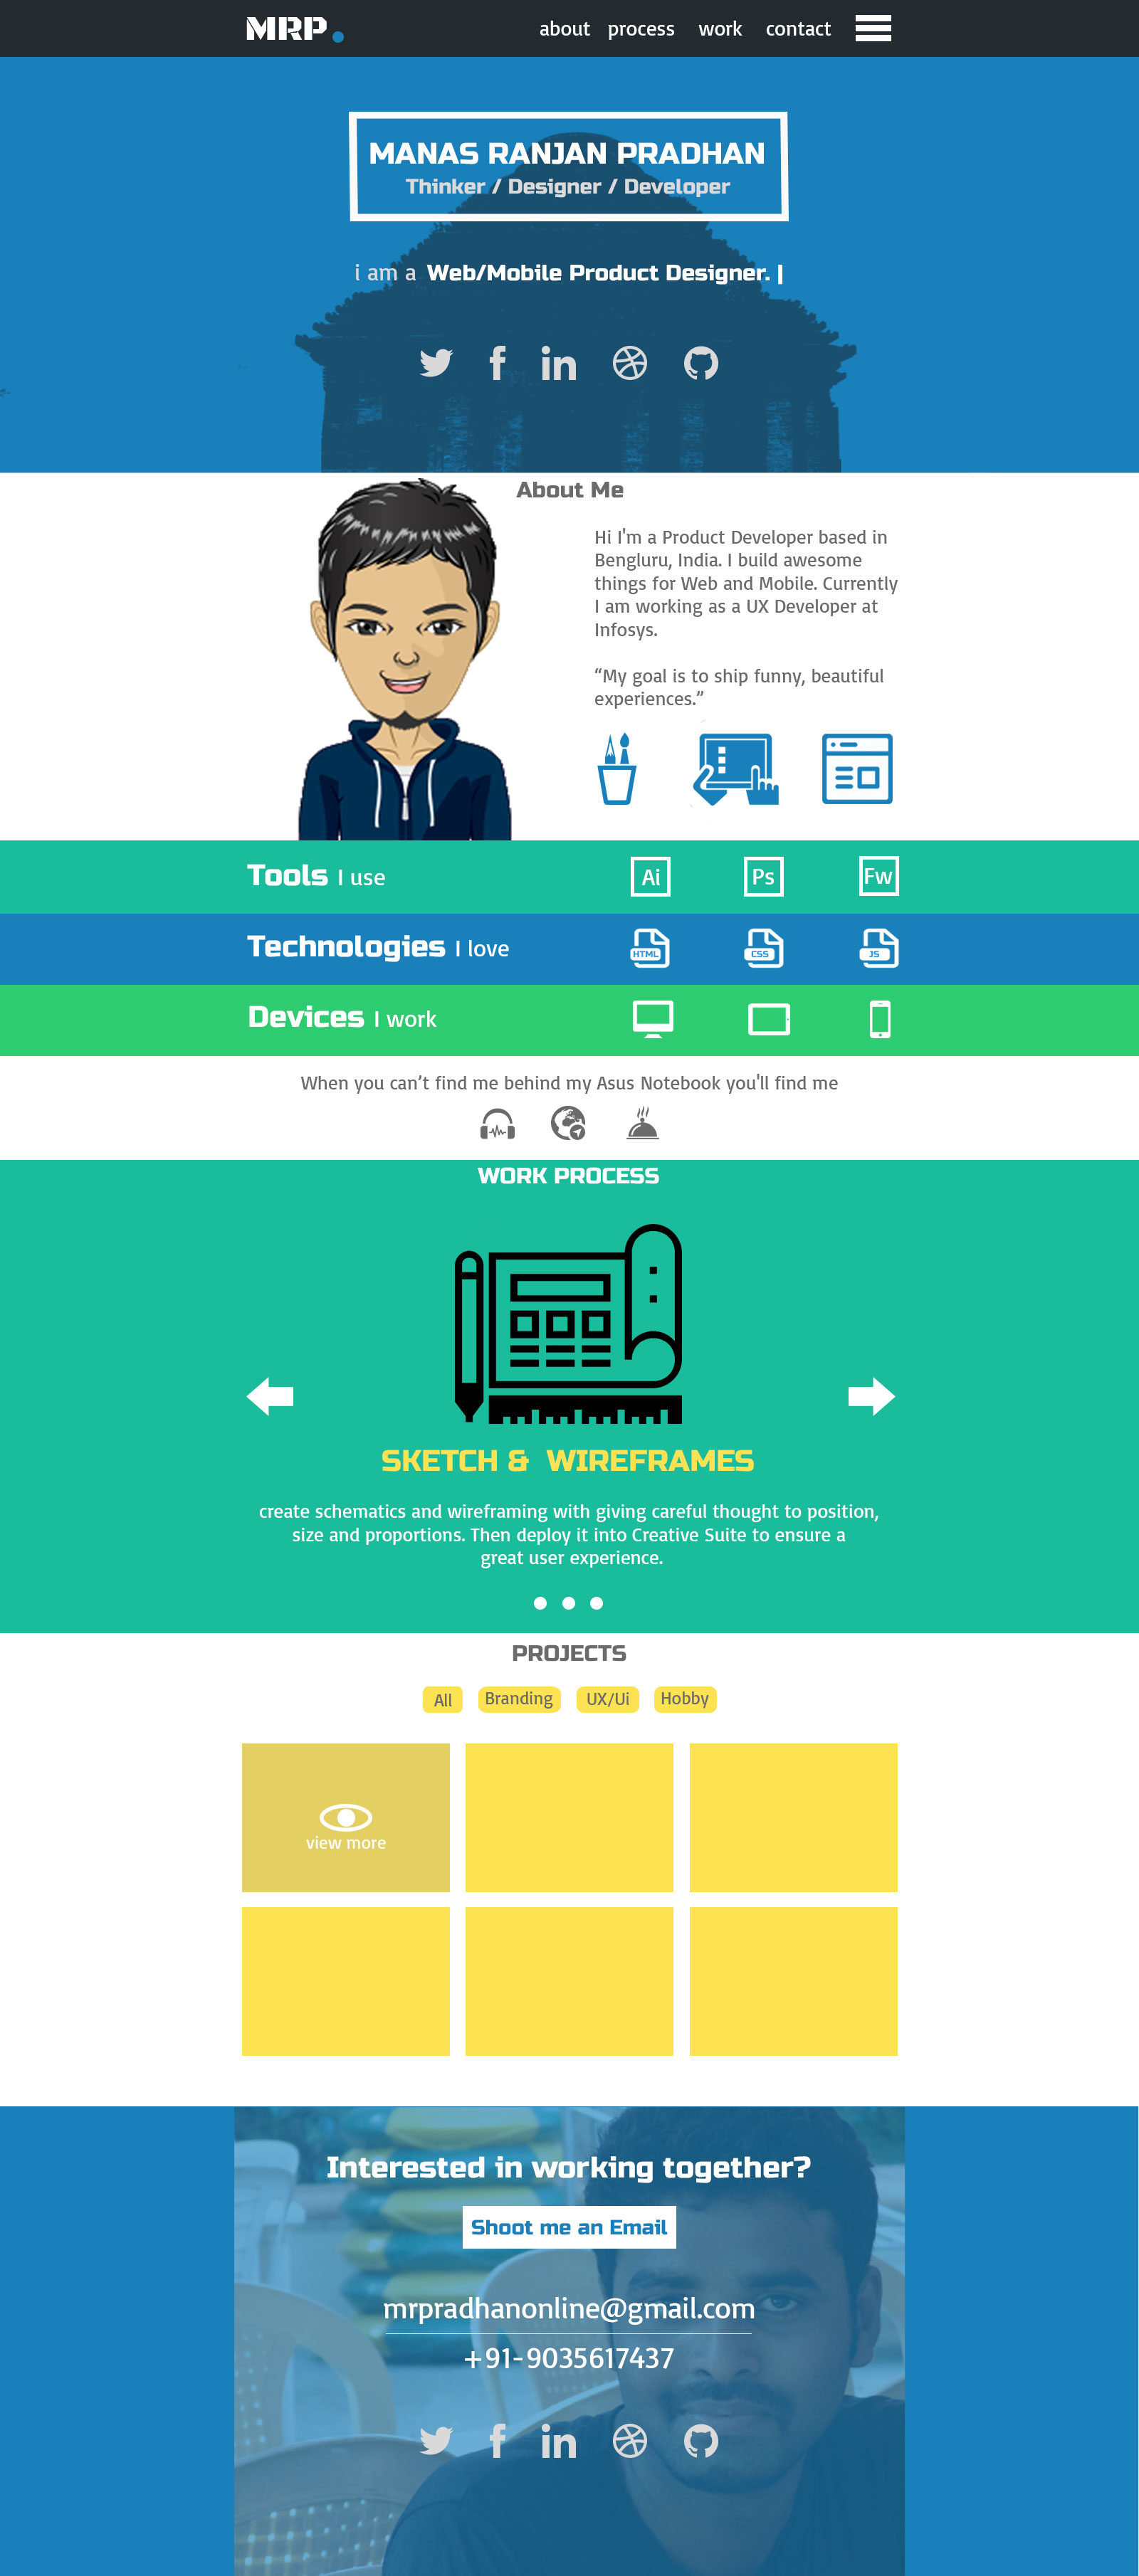 MRP.
about process work contact
MANAS RANJAN PRADHAN
Thinker / Designer / Developer
i am a Web/Mobile Product Designer. |
About Me
Hi I'm a Product Developer based in
Bengluru, India. I build awesome
things for Web and Mobile. Currently
I am working as a UX Developer at
Infosys.
“My goal is to ship funny, beautiful
experiences.”
Tools I use Ai Ps Fw
Technologies I love HTML CSS JS
Devices I work
When you can’t find me behind my Asus Notebook you'll find me
WORK PROCESS
SKETCH & WIREFRAMES
create schematics and wireframing with giving careful thought to position,
size and proportions. Then deploy it into Creative Suite to ensure a
great user experience.
PROJECTS
All Branding UX/Ui Hobby
view more
Interested in working together?
Shoot me an Email
mrpradhanonline@gmail.com
+91-9035617437